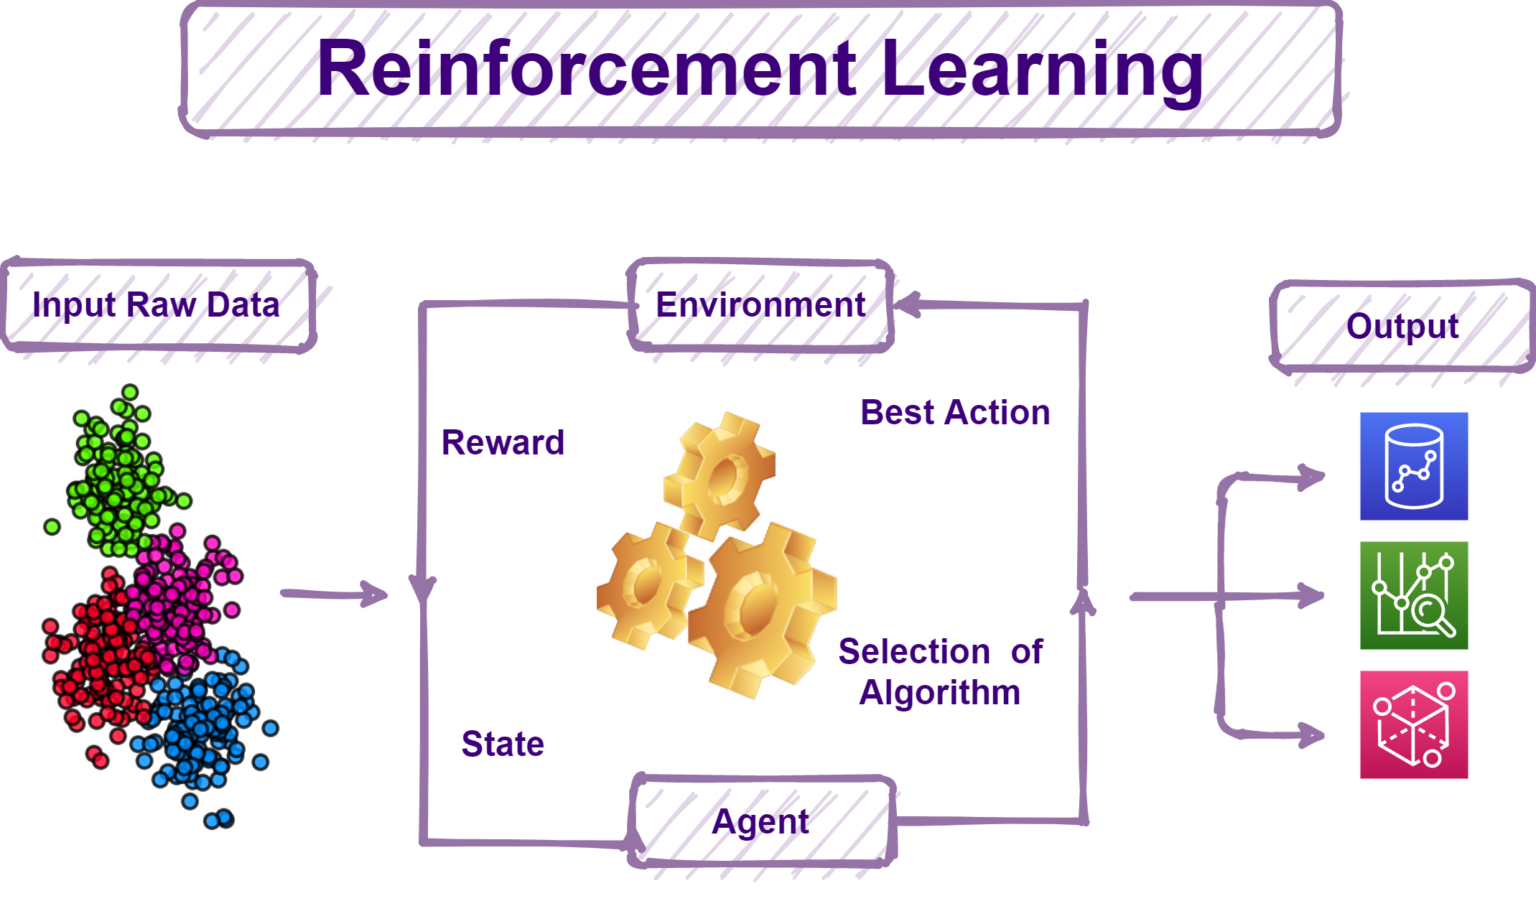 Reinforcement Learning
Input Raw Data
Environment
Output
Reward
Best Action
Selection of
Algorithm
State
Agent